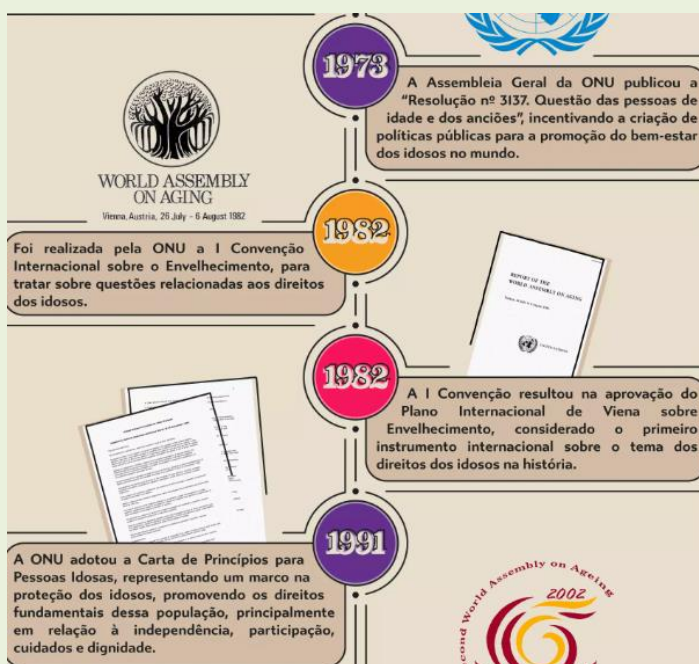 1973
A Assembleia Geral da ONU publicou a
"Resolução nº 3137. Questão das pessoas de
idade e dos anciões", incentivando a criação de
políticas públicas para a promoção do bem-estar
dos idosos no mundo.
WORLD ASSEMBLY
ON AGING
Vienna, Austria, 26 July - 6 August 1982
1982
Foi realizada pela ONU a I Convenção
Internacional sobre o Envelhecimento, para
tratar sobre questões relacionadas aos direitos
dos idosos.
REPORT OF THE
WORLD ASSEMBLY ON AGING
UNITED NATIONS
1982
A I Convenção resultou na aprovação do
Plano Internacional de Viena sobre
Envelhecimento, considerado o primeiro
instrumento internacional sobre o tema dos
direitos dos idosos na história.
1991
A ONU adotou a Carta de Princípios para
Pessoas Idosas, representando um marco na
proteção dos idosos, promovendo os direitos
fundamentais dessa população, principalmente
em relação à independência, participação,
cuidados e dignidade.
Second World Assembly on Ageing
2002